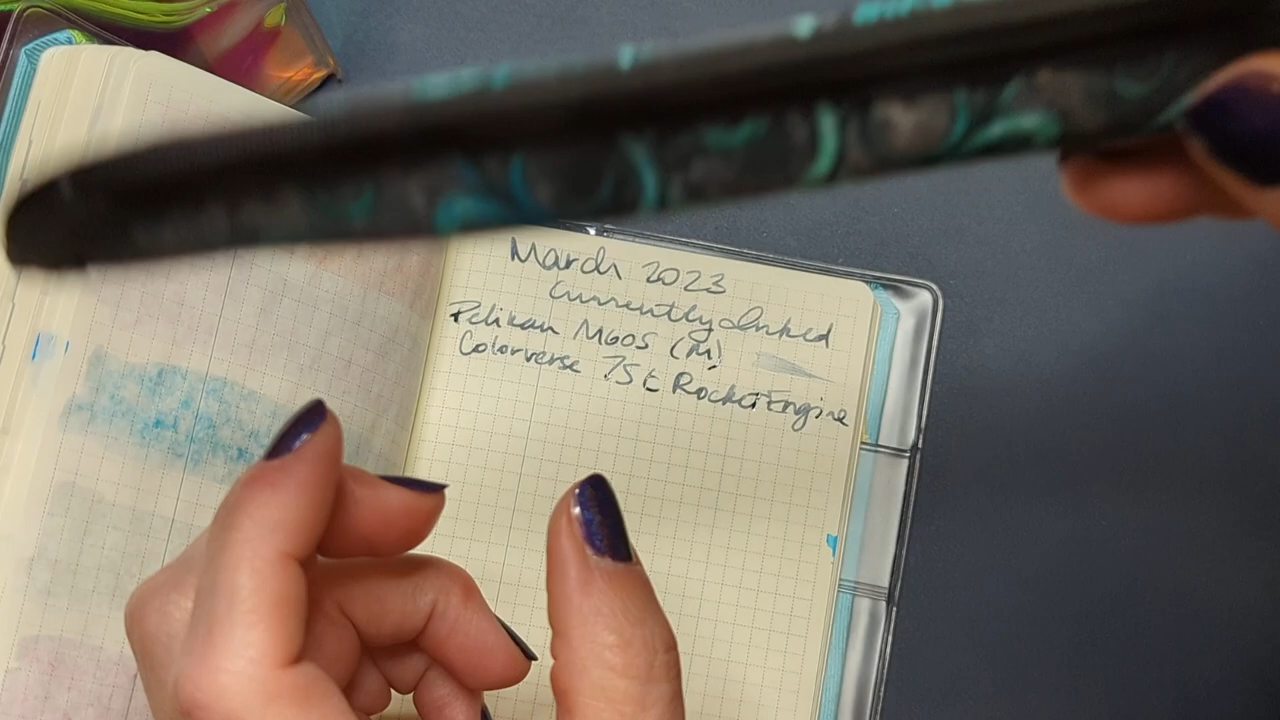 March 2023
Currently Inked
Pelikan M605 (M)
Colorverse 75t Rocket Engine